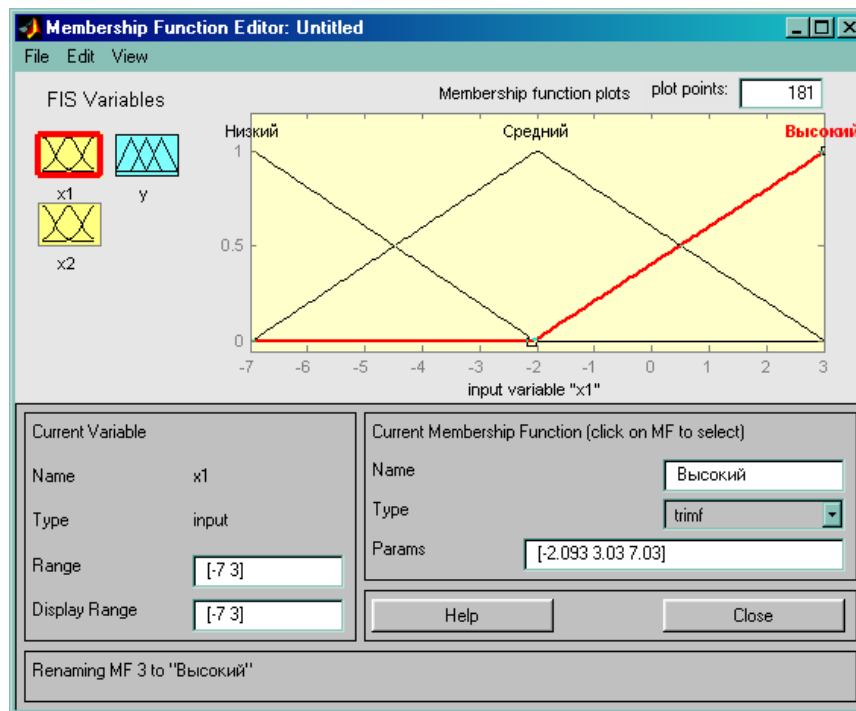 Membership Function Editor: Untitled
File Edit View
FIS Variables
Membership function plots plot points: 181
x1
y
x2
Низкий Средний Высокий
1
0.5
0
-7 -6 -5 -4 -3 -2 -1 0 1 2 3
input variable "x1"
Current Variable
Name x1
Type input
Range [-7 3]
Display Range [-7 3]
Current Membership Function (click on MF to select)
Name Высокий
Type trimf
Params [-2.093 3.03 7.03]
Help Close
Renaming MF 3 to "Высокий"